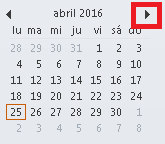 abril 2016
lu ma mi ju vi sá do
28 29 30 31 1 2 3
4 5 6 7 8 9 10
11 12 13 14 15 16 17
18 19 20 21 22 23 24
25 26 27 28 29 30 1
2 3 4 5 6 7 8